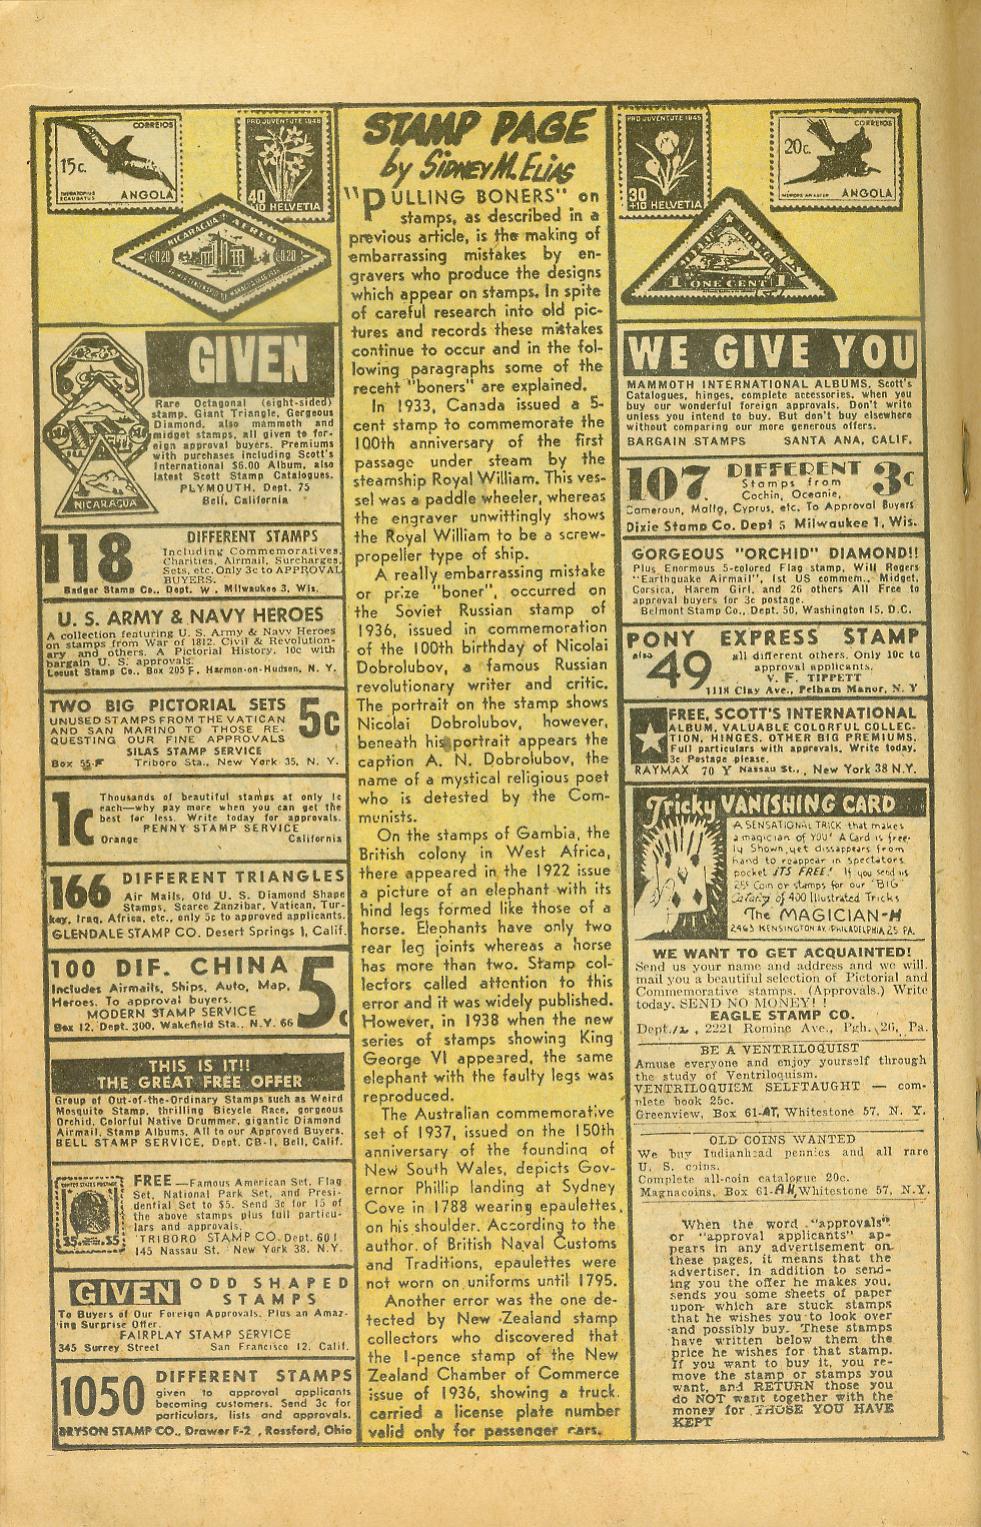 15c.
CORREIOS
ANGOLA
PRO JUVENTUTE 1948
40
+10 HELVETIA
NICARAGUA AEREO
C 0.20
C 0.20
STAMP PAGE
by SIDNEY M. ELIAS
"PULLING BONERS" on
stamps, as described in a
previous article, is the making of
embarrassing mistakes by en-
gravers who produce the designs
which appear on stamps. In spite
of careful research into old pic-
tures and records these mistakes
continue to occur and in the fol-
lowing paragraphs some of the
recent "boners" are explained.
In 1933, Canada issued a 5-
cent stamp to commemorate the
100th anniversary of the first
passage under steam by the
steamship Royal William. This ves-
sel was a paddle wheeler, whereas
the engraver unwittingly shows
the Royal William to be a screw-
propeller type of ship.
A really embarrassing mistake
or prize "boner", occurred on
the Soviet Russian stamp of
1936, issued in commemoration
of the 100th birthday of Nicolai
Dobrolubov, a famous Russian
revolutionary writer and critic.
The portrait on the stamp shows
Nicolai Dobrolubov, however,
beneath his portrait appears the
caption A. N. Dobrolubov, the
name of a mystical religious poet
who is detested by the Com-
munists.
On the stamps of Gambia, the
British colony in West Africa,
there appeared in the 1922 issue
a picture of an elephant with its
hind legs formed like those of a
horse. Elephants have only two
rear leg joints whereas a horse
has more than two. Stamp col-
lectors called attention to this
error and it was widely published.
However, in 1938 when the new
series of stamps showing King
George VI appeared, the same
elephant with the faulty legs was
reproduced.
The Australian commemorative
set of 1937, issued on the 150th
anniversary of the founding of
New South Wales, depicts Gov-
ernor Phillip landing at Sydney
Cove in 1788 wearing epaulettes,
on his shoulder. According to the
author. of British Naval Customs
and Traditions, epaulettes were
not worn on uniforms until 1795.
Another error was the one de-
tected by New Zealand stamp
collectors who discovered that
the 1-pence stamp of the New
Zealand Chamber of Commerce
issue of 1936, showing a truck.
carried a license plate number
valid only for passenger cars.
NICARAGUA
GIVEN
Rare Octagonal (eight-sided)
stamp, Giant Triangle, Gorgeous
Diamond, also mammoth and
midget stamps, all given to for-
eign approval buyers. Premiums
with purchases including Scott's
International $6.00 Album, also
latest Scott Stamp Catalogues.
PLYMOUTH, Dept. 75
Bell, California
118 DIFFERENT STAMPS
Including Commemoratives,
Charities, Airmail, Surcharges,
Sets, etc. Only 3c to APPROVAL
BUYERS.
Badger Stamp Co., Dept. W, Milwaukee 3, Wis.
U. S. ARMY & NAVY HEROES
A collection featuring U. S. Army & Navy Heroes
on stamps from War of 1812, Civil & Revolution-
ary and others. A Pictorial History. 10c with
bargain U. S. approvals.
Locust Stamp Co., Box 205 F, Harmon-on-Hudson, N. Y.
TWO BIG PICTORIAL SETS 5c
UNUSED STAMPS FROM THE VATICAN
AND SAN MARINO TO THOSE RE-
QUESTING OUR FINE APPROVALS
SILAS STAMP SERVICE
Box 55-F Triboro Sta., New York 35, N. Y.
1c
Thousands of beautiful stamps at only 1c
each—why pay more when you can get the
best for less. Write today for approvals.
PENNY STAMP SERVICE
Orange California
166 DIFFERENT TRIANGLES
Air Mails, Old U. S. Diamond Shape
Stamps, Scarce Zanzibar, Vatican, Tur-
key, Iraq, Africa, etc., only 5c to approved applicants.
GLENDALE STAMP CO. Desert Springs 1, Calif.
100 DIF. CHINA 5c
Includes Airmails, Ships, Auto, Map,
Heroes. To approval buyers.
MODERN STAMP SERVICE
Box 12, Dept. 300, Wakefield Sta., N.Y. 66
THIS IS IT!!
THE GREAT FREE OFFER
Group of Out-of-the-Ordinary Stamps such as Weird
Mosquito Stamp, thrilling Bicycle Race, gorgeous
Orchid, Colorful Native Drummer, gigantic Diamond
Airmail, Stamp Albums, All to Our Approved Buyers.
BELL STAMP SERVICE, Dept. CB-1, Bell, Calif.
UNITED STATES POSTAGE
$5 $5
FREE—Famous American Set, Flag
Set, National Park Set, and Presi-
dential Set to $5. Send 3c for 15 of
the above stamps plus full particu-
lars and approvals.
TRIBORO STAMP CO. Dept. 601
145 Nassau St. New York 38, N.Y.
GIVEN ODD SHAPED
STAMPS
To Buyers of Our Foreign Approvals. Plus an Amaz-
ing Surprise Offer.
FAIRPLAY STAMP SERVICE
345 Surrey Street San Francisco 12, Calif.
1050 DIFFERENT STAMPS
given to approval applicants
becoming customers. Send 3c for
particulars, lists and approvals.
BRYSON STAMP CO., Drawer F-2, Rossford, Ohio
PRO JUVENTUTE 1948
30
+10 HELVETIA
20c.
CORREIOS
ANGOLA
1 ONE CENT 1
WE GIVE YOU
MAMMOTH INTERNATIONAL ALBUMS, Scott's
Catalogues, hinges, complete accessories, when you
buy our wonderful foreign approvals. Don't write
unless you intend to buy. But don't buy elsewhere
without comparing our more generous offers.
BARGAIN STAMPS SANTA ANA, CALIF.
107 DIFFERENT 3c
Stamps from
Cochin, Oceanie,
Cameroun, Malta, Cyprus, etc. To Approval Buyers
Dixie Stamp Co. Dept 5 Milwaukee 1, Wis.
GORGEOUS "ORCHID" DIAMOND!!
Plus Enormous 5-colored Flag stamp, Will Rogers
"Earthquake Airmail", 1st US commem., Midget,
Corsica, Harem Girl, and 26 others All Free to
approval buyers for 3c postage.
Belmont Stamp Co., Dept. 50, Washington 15, D.C.
PONY EXPRESS STAMP
also 49 all different others. Only 10c to
approval applicants.
V. F. TIPPETT
1118 Clay Ave., Pelham Manor, N. Y
FREE, SCOTT'S INTERNATIONAL
ALBUM, VALUABLE COLORFUL COLLEC-
TION, HINGES, OTHER BIG PREMIUMS.
Full particulars with approvals. Write today.
3c Postage please.
RAYMAX 70 Y Nassau St., New York 38 N.Y.
Tricky VANISHING CARD
A SENSATIONAL TRICK that makes
a magician of YOU! A Card is free-
ly Shown, yet dissappears from
hand to reappear in spectators
pocket ITS FREE! If you send us
25¢ Coin or stamps for our "BIG"
Catalog of 400 Illustrated Tricks
The MAGICIAN-H
2463 KENSINGTON AV. PHILADELPHIA 25 PA.
WE WANT TO GET ACQUAINTED!
Send us your name and address and we will
mail you a beautiful selection of Pictorial and
Commemorative stamps. (Approvals.) Write
today. SEND NO MONEY! !
EAGLE STAMP CO.
Dept. 12, 2221 Romine Ave., Pgh. 26, Pa.
BE A VENTRILOQUIST
Amuse everyone and enjoy yourself through
the study of Ventriloquism.
VENTRILOQUISM SELFTAUGHT — com-
plete book 25c.
Greenview, Box 61-AT, Whitestone 57, N. Y.
OLD COINS WANTED
We buy Indianhead pennies and all rare
U. S. coins.
Complete all-coin catalogue 20c.
Magnacoins, Box 61-AH, Whitestone 57, N.Y.
When the word "approvals"
or "approval applicants" ap-
pears in any advertisement on
these pages, it means that the
advertiser, in addition to send-
ing you the offer he makes you,
sends you some sheets of paper
upon which are stuck stamps
that he wishes you to look over
and possibly buy. These stamps
have written below them the
price he wishes for that stamp.
If you want to buy it, you re-
move the stamp or stamps you
want, and RETURN those you
do NOT want together with the
money for THOSE YOU HAVE
KEPT